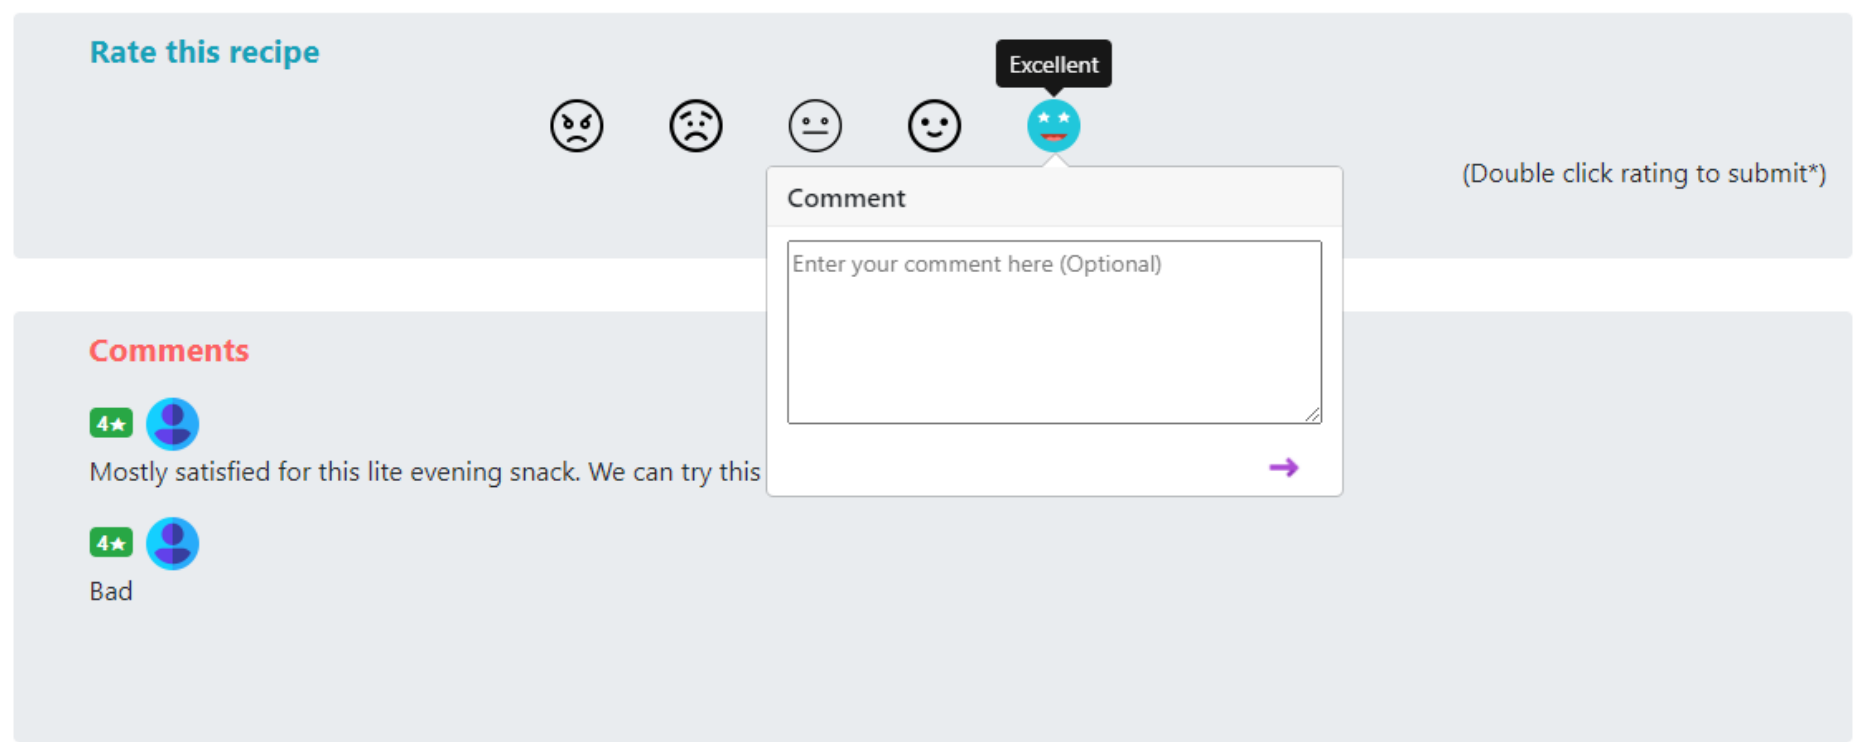 Rate this recipe
Excellent
(Double click rating to submit*)
Comment
Enter your comment here (Optional)
Comments
4★
Mostly satisfied for this lite evening snack. We can try this
4★
Bad